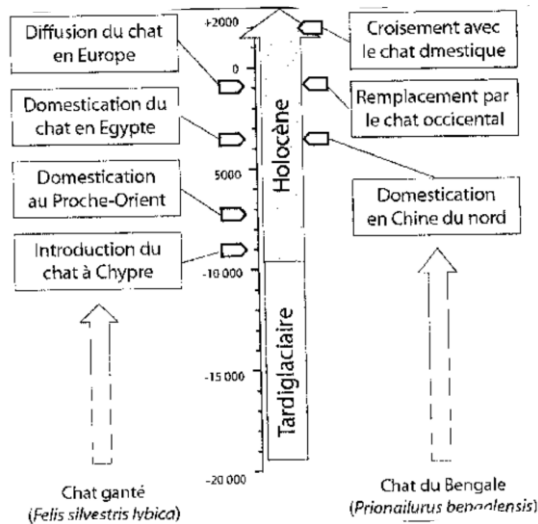 Diffusion du chat
en Europe
Domestication du
chat en Egypte
Domestication
au Proche-Orient
Introduction du
chat à Chypre
Chat ganté
(Felis silvestris lybica)
+2000
0
5000
-10 000
-15 000
-20 000
Holocène
Tardiglaciaire
Croisement avec
le chat dmestique
Remplacement par
le chat occicental
Domestication
en Chine du nord
Chat du Bengale
(Prionailurus bengalensis)